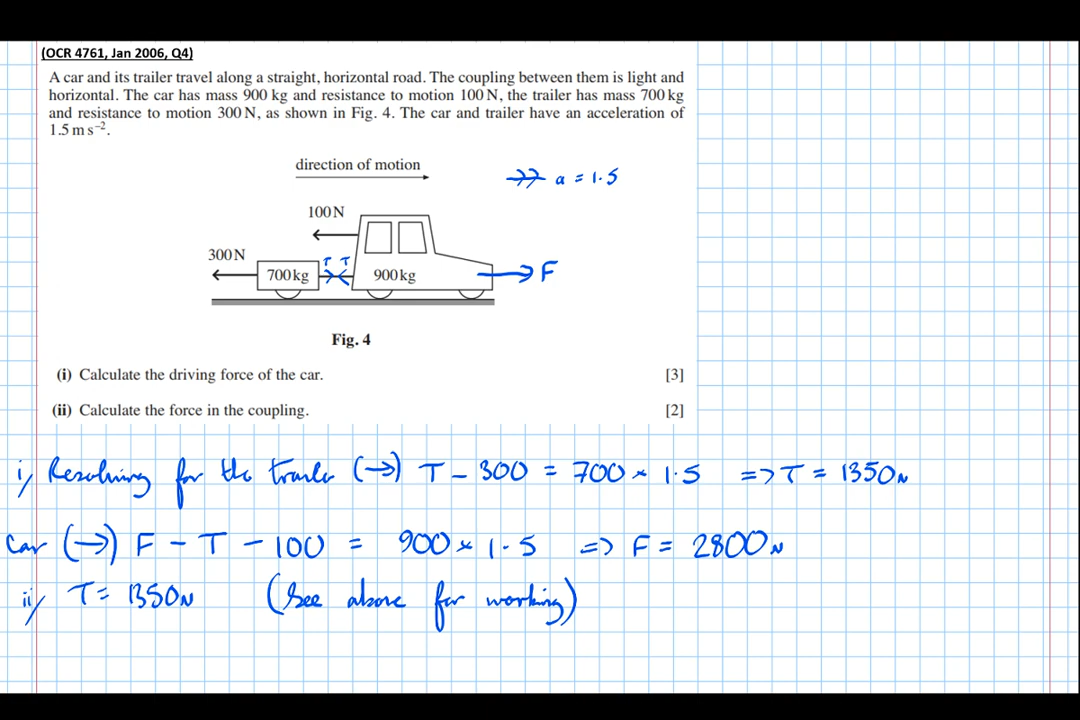 (OCR 4761, Jan 2006, Q4)
A car and its trailer travel along a straight, horizontal road. The coupling between them is light and
horizontal. The car has mass 900 kg and resistance to motion 100 N, the trailer has mass 700 kg
and resistance to motion 300 N, as shown in Fig. 4. The car and trailer have an acceleration of
1.5 m s⁻².
direction of motion
a = 1.5
100 N
300 N
T T
700 kg
900 kg
F
Fig. 4
(i) Calculate the driving force of the car. [3]
(ii) Calculate the force in the coupling. [2]
i/ Resolving for the trailer (→) T - 300 = 700 × 1.5 => T = 1350N
Car (→) F - T - 100 = 900 × 1.5 => F = 2800N
ii/ T = 1350N (See above for working)